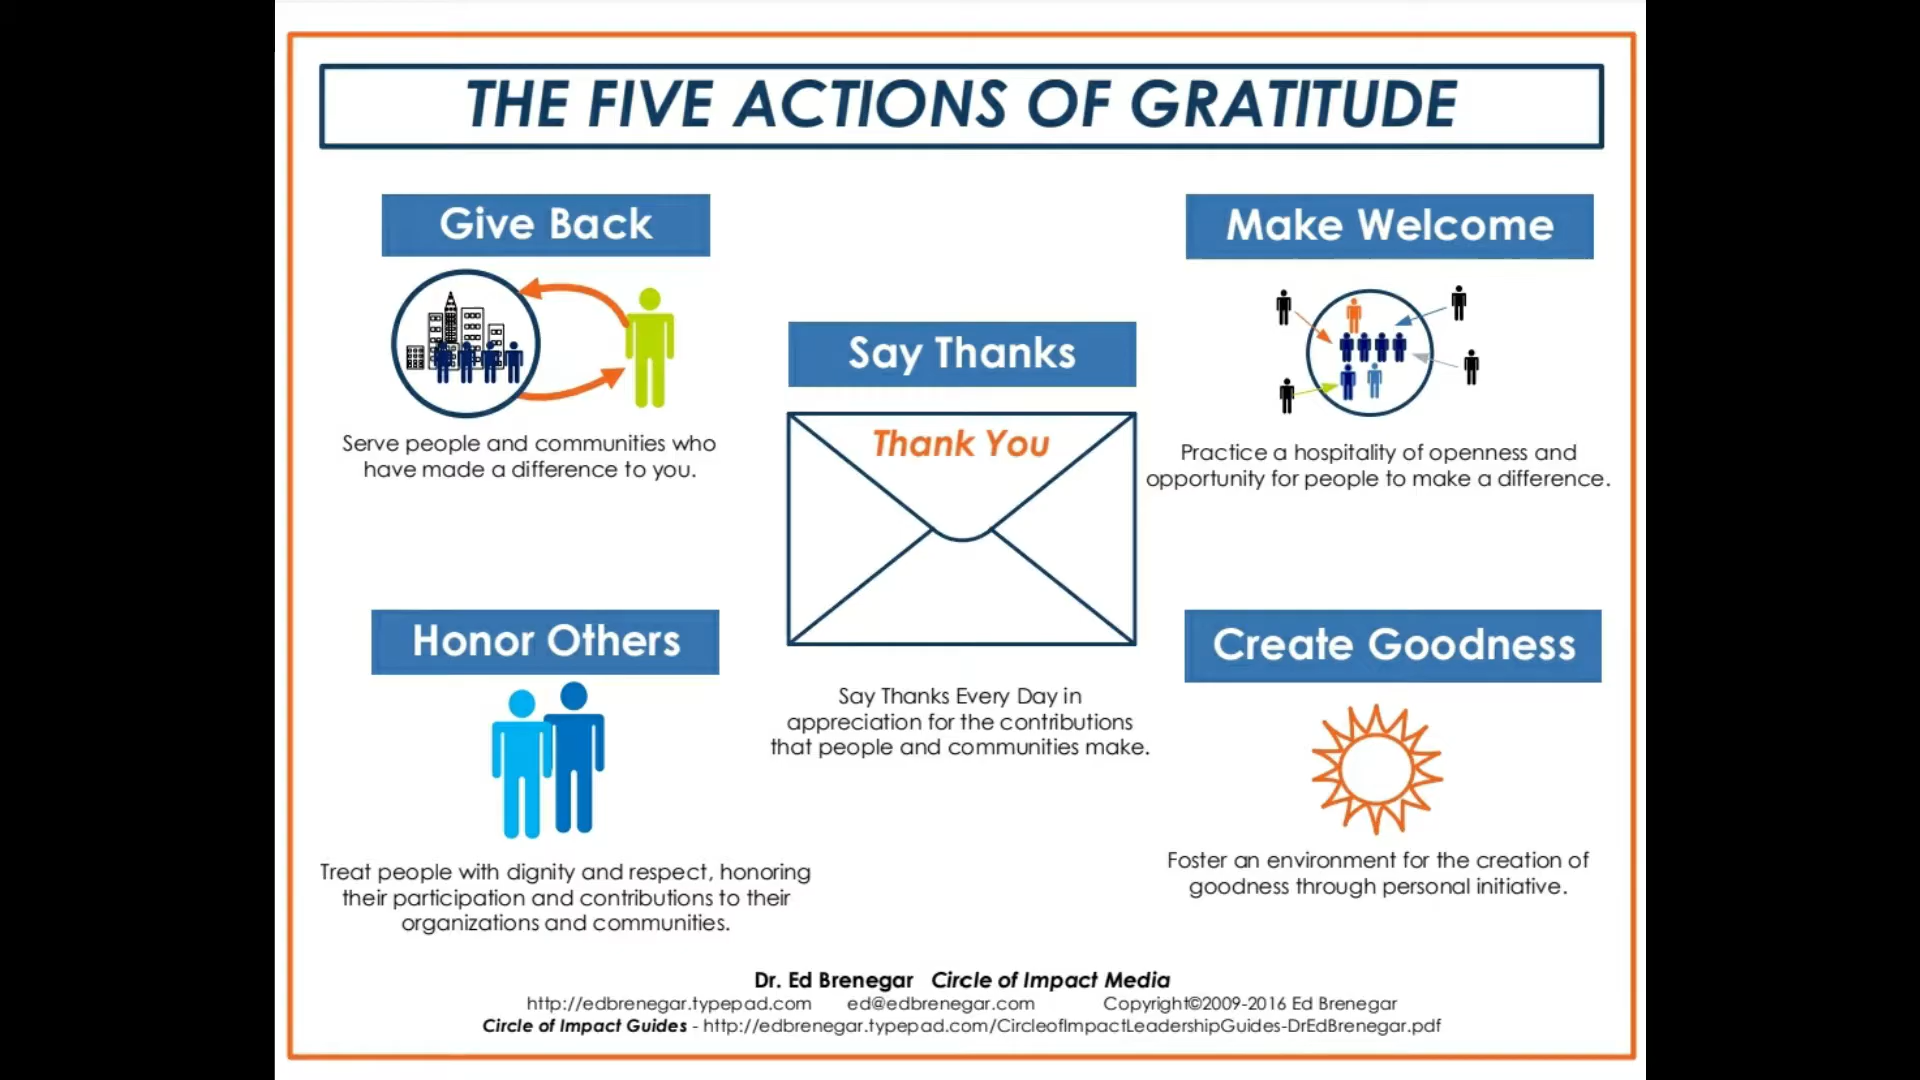 THE FIVE ACTIONS OF GRATITUDE
Give Back
Serve people and communities who
have made a difference to you.
Make Welcome
Practice a hospitality of openness and
opportunity for people to make a difference.
Say Thanks
Thank You
Say Thanks Every Day in
appreciation for the contributions
that people and communities make.
Honor Others
Treat people with dignity and respect, honoring
their participation and contributions to their
organizations and communities.
Create Goodness
Foster an environment for the creation of
goodness through personal initiative.
Dr. Ed Brenegar Circle of Impact Media
http://edbrenegar.typepad.com ed@edbrenegar.com Copyright©2009-2016 Ed Brenegar
Circle of Impact Guides - http://edbrenegar.typepad.com/CircleofImpactLeadershipGuides-DrEdBrenegar.pdf